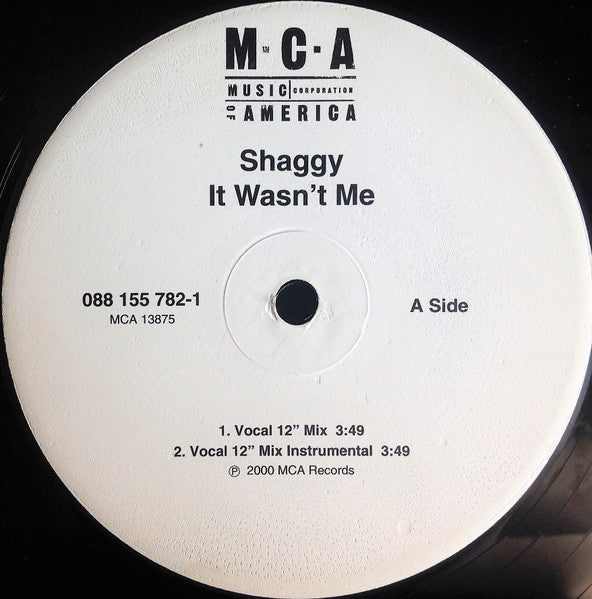 M·C·A
MUSIC CORPORATION
OF AMERICA
Shaggy
It Wasn't Me
088 155 782-1
MCA 13875
A Side
1. Vocal 12” Mix 3:49
2. Vocal 12” Mix Instrumental 3:49
℗ 2000 MCA Records